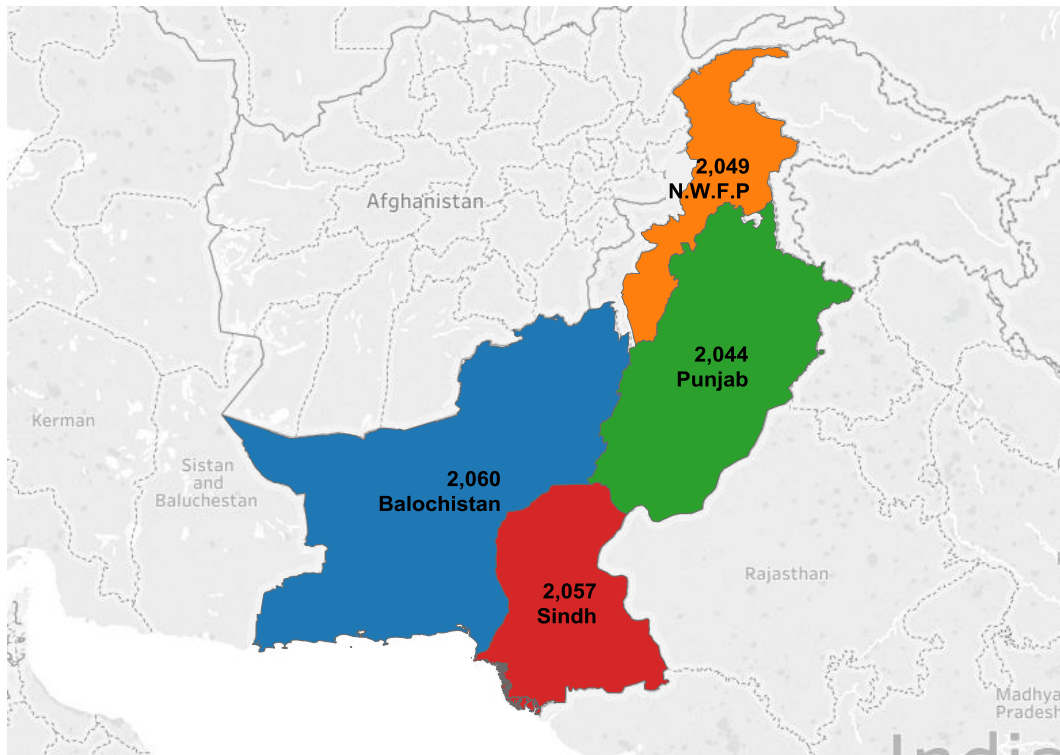 2,049
N.W.F.P
Afghanistan
2,044
Punjab
Kerman
Sistan
and
Baluchestan
2,060
Balochistan
Rajasthan
2,057
Sindh
Madhya
Pradesh